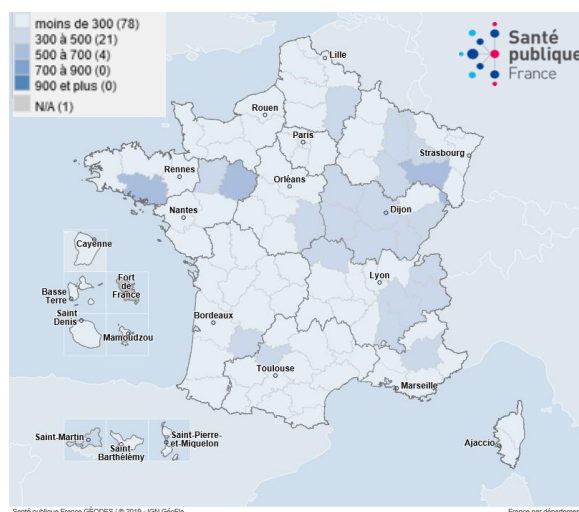 moins de 300 (78)
300 à 500 (21)
500 à 700 (4)
700 à 900 (0)
900 et plus (0)
N/A (1)
Santé
publique
France
Lille
Rouen
Paris
Strasbourg
Rennes
Orléans
Dijon
Nantes
Cayenne
Lyon
Basse
Terre
Fort
de
France
Saint
Denis
Mamoudzou
Bordeaux
Toulouse
Marseille
Saint-Martin
Saint-
Barthélémy
Saint-Pierre
et-Miquelon
Ajaccio
Santé publique France GÉODES | © 2019 - IGN GéoFla
France par départemen